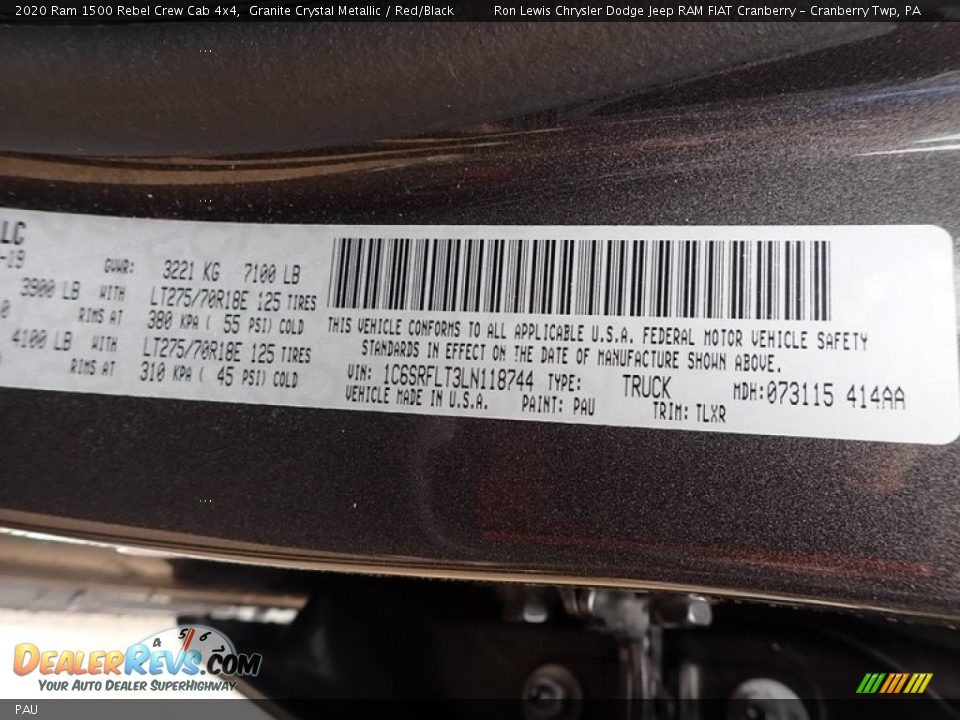 2020 Ram 1500 Rebel Crew Cab 4x4, Granite Crystal Metallic / Red/Black Ron Lewis Chrysler Dodge Jeep RAM FIAT Cranberry - Cranberry Twp, PA
LC
-19
GVWR: 3221 KG 7100 LB
3900 LB WITH LT275/70R18E 125 TIRES
RIMS AT 380 KPA ( 55 PSI) COLD
4100 LB WITH LT275/70R18E 125 TIRES
RIMS AT 310 KPA ( 45 PSI) COLD
THIS VEHICLE CONFORMS TO ALL APPLICABLE U.S.A. FEDERAL MOTOR VEHICLE SAFETY
STANDARDS IN EFFECT ON THE DATE OF MANUFACTURE SHOWN ABOVE.
VIN: 1C6SRFLT3LN118744 TYPE: TRUCK MDH:073115 414AA
VEHICLE MADE IN U.S.A. PAINT: PAU TRIM: TLXR
4 5 6
DEALERREVS.COM
YOUR AUTO DEALER SUPERHIGHWAY
PAU